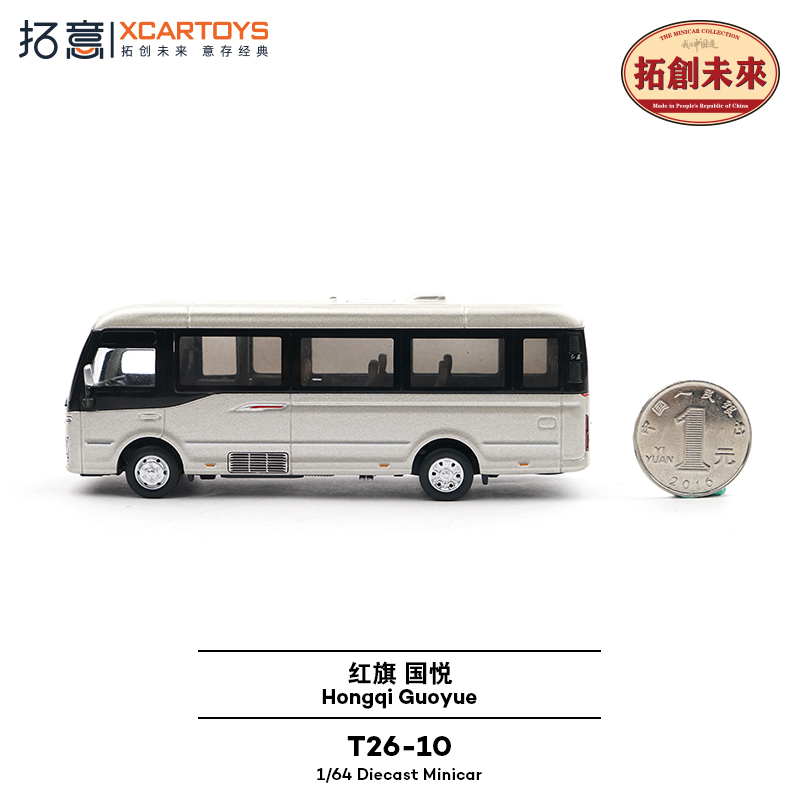 拓意 XCARTOYS
拓创未来 意存经典
THE MINICAR COLLECTION
拓創未來
Made in People's Republic of China
中国人民银行
YI
YUAN
1元
2016
红旗 国悦
Hongqi Guoyue
T26-10
1/64 Diecast Minicar